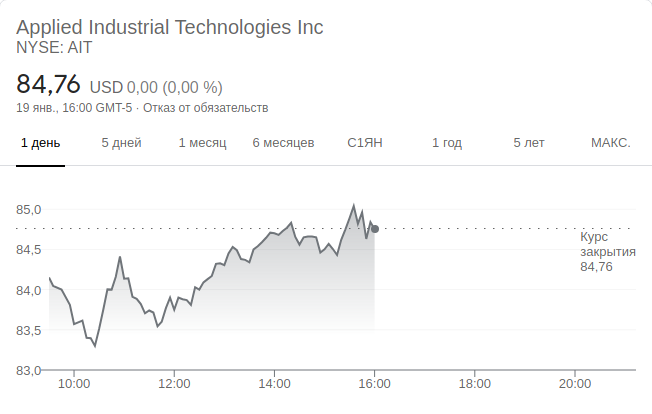 Applied Industrial Technologies Inc
NYSE: AIT
84,76 USD 0,00 (0,00 %)
19 янв., 16:00 GMT-5 · Отказ от обязательств
1 день 5 дней 1 месяц 6 месяцев С1ЯН 1 год 5 лет МАКС.
85,0
Курс
закрытия
84,76
84,5
84,0
83,5
83,0
10:00 12:00 14:00 16:00 18:00 20:00